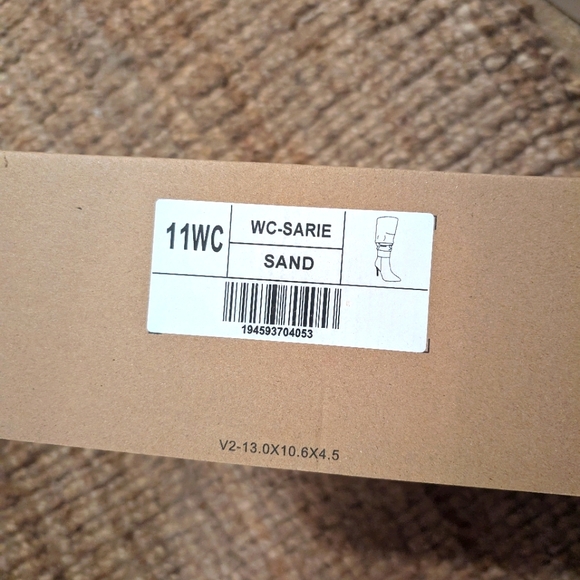 11WC
WC-SARIE
SAND
194593704053
V2-13.0X10.6X4.5